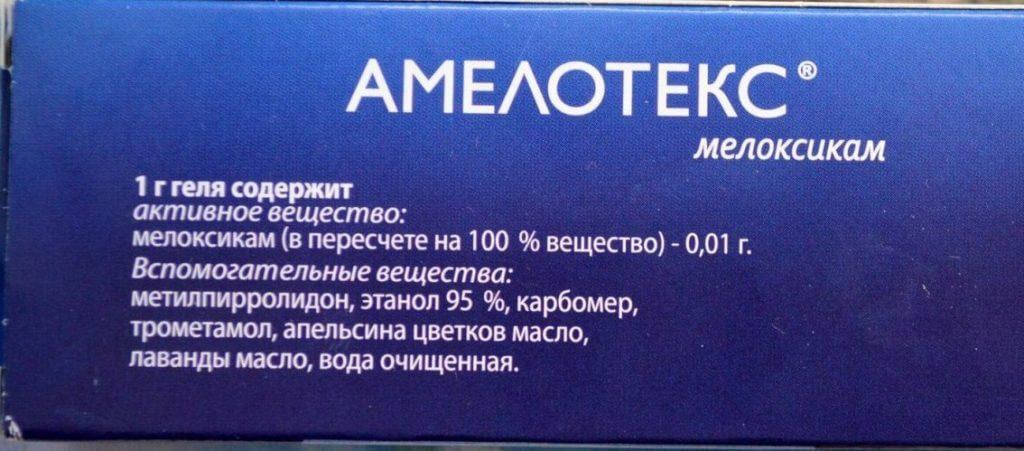 АМЕЛОТЕКС®
мелоксикам
1 г геля содержит
активное вещество:
мелоксикам (в пересчете на 100 % вещество) - 0,01 г.
Вспомогательные вещества:
метилпирролидон, этанол 95 %, карбомер,
трометамол, апельсина цветков масло,
лаванды масло, вода очищенная.